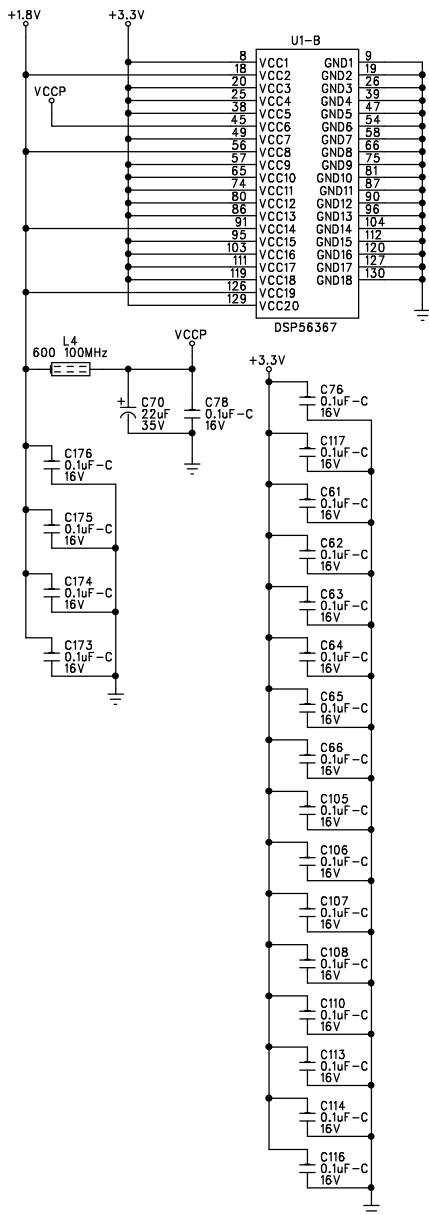 +1.8V +3.3V
U1-B
8 VCC1 GND1 9
18 VCC2 GND2 19
20 VCC3 GND3 26
25 VCC4 GND4 39
38 VCC5 GND5 47
VCCP
45 VCC6 GND6 54
49 VCC7 GND7 58
56 VCC8 GND8 66
57 VCC9 GND9 75
65 VCC10 GND10 81
74 VCC11 GND11 87
80 VCC12 GND12 90
86 VCC13 GND13 96
91 VCC14 GND14 104
95 VCC15 GND15 112
103 VCC16 GND16 120
111 VCC17 GND17 127
119 VCC18 GND18 130
126 VCC19
129 VCC20
DSP56367
L4
600 100MHz
VCCP
+
C70
22uF
35V
C78
0.1uF-C
16V
C176
0.1uF-C
16V
C175
0.1uF-C
16V
C174
0.1uF-C
16V
C173
0.1uF-C
16V
+3.3V
C76
0.1uF-C
16V
C117
0.1uF-C
16V
C61
0.1uF-C
16V
C62
0.1uF-C
16V
C63
0.1uF-C
16V
C64
0.1uF-C
16V
C65
0.1uF-C
16V
C66
0.1uF-C
16V
C105
0.1uF-C
16V
C106
0.1uF-C
16V
C107
0.1uF-C
16V
C108
0.1uF-C
16V
C110
0.1uF-C
16V
C113
0.1uF-C
16V
C114
0.1uF-C
16V
C116
0.1uF-C
16V